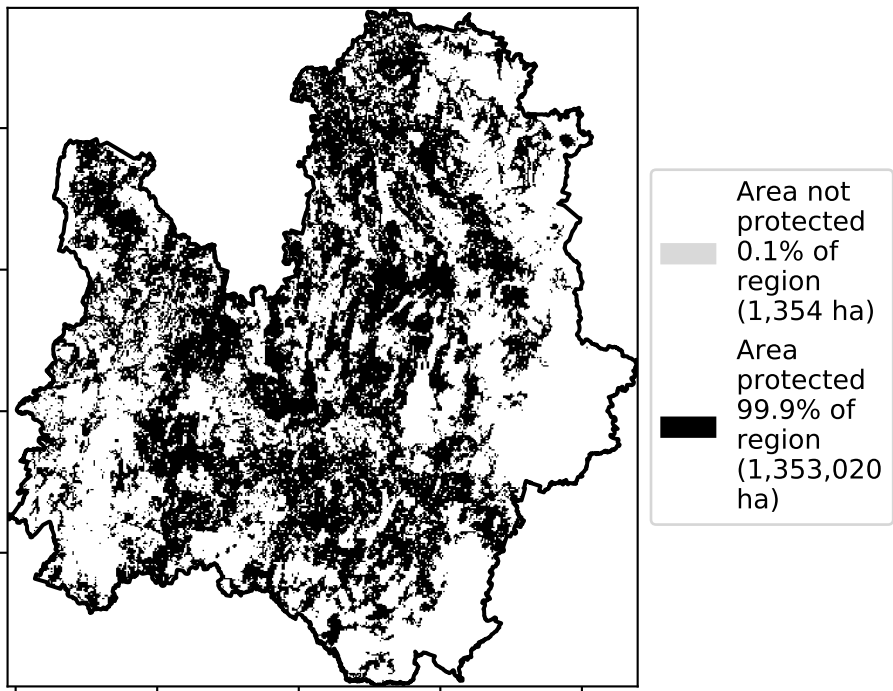 Area not
protected
0.1% of
region
(1,354 ha)
Area
protected
99.9% of
region
(1,353,020
ha)